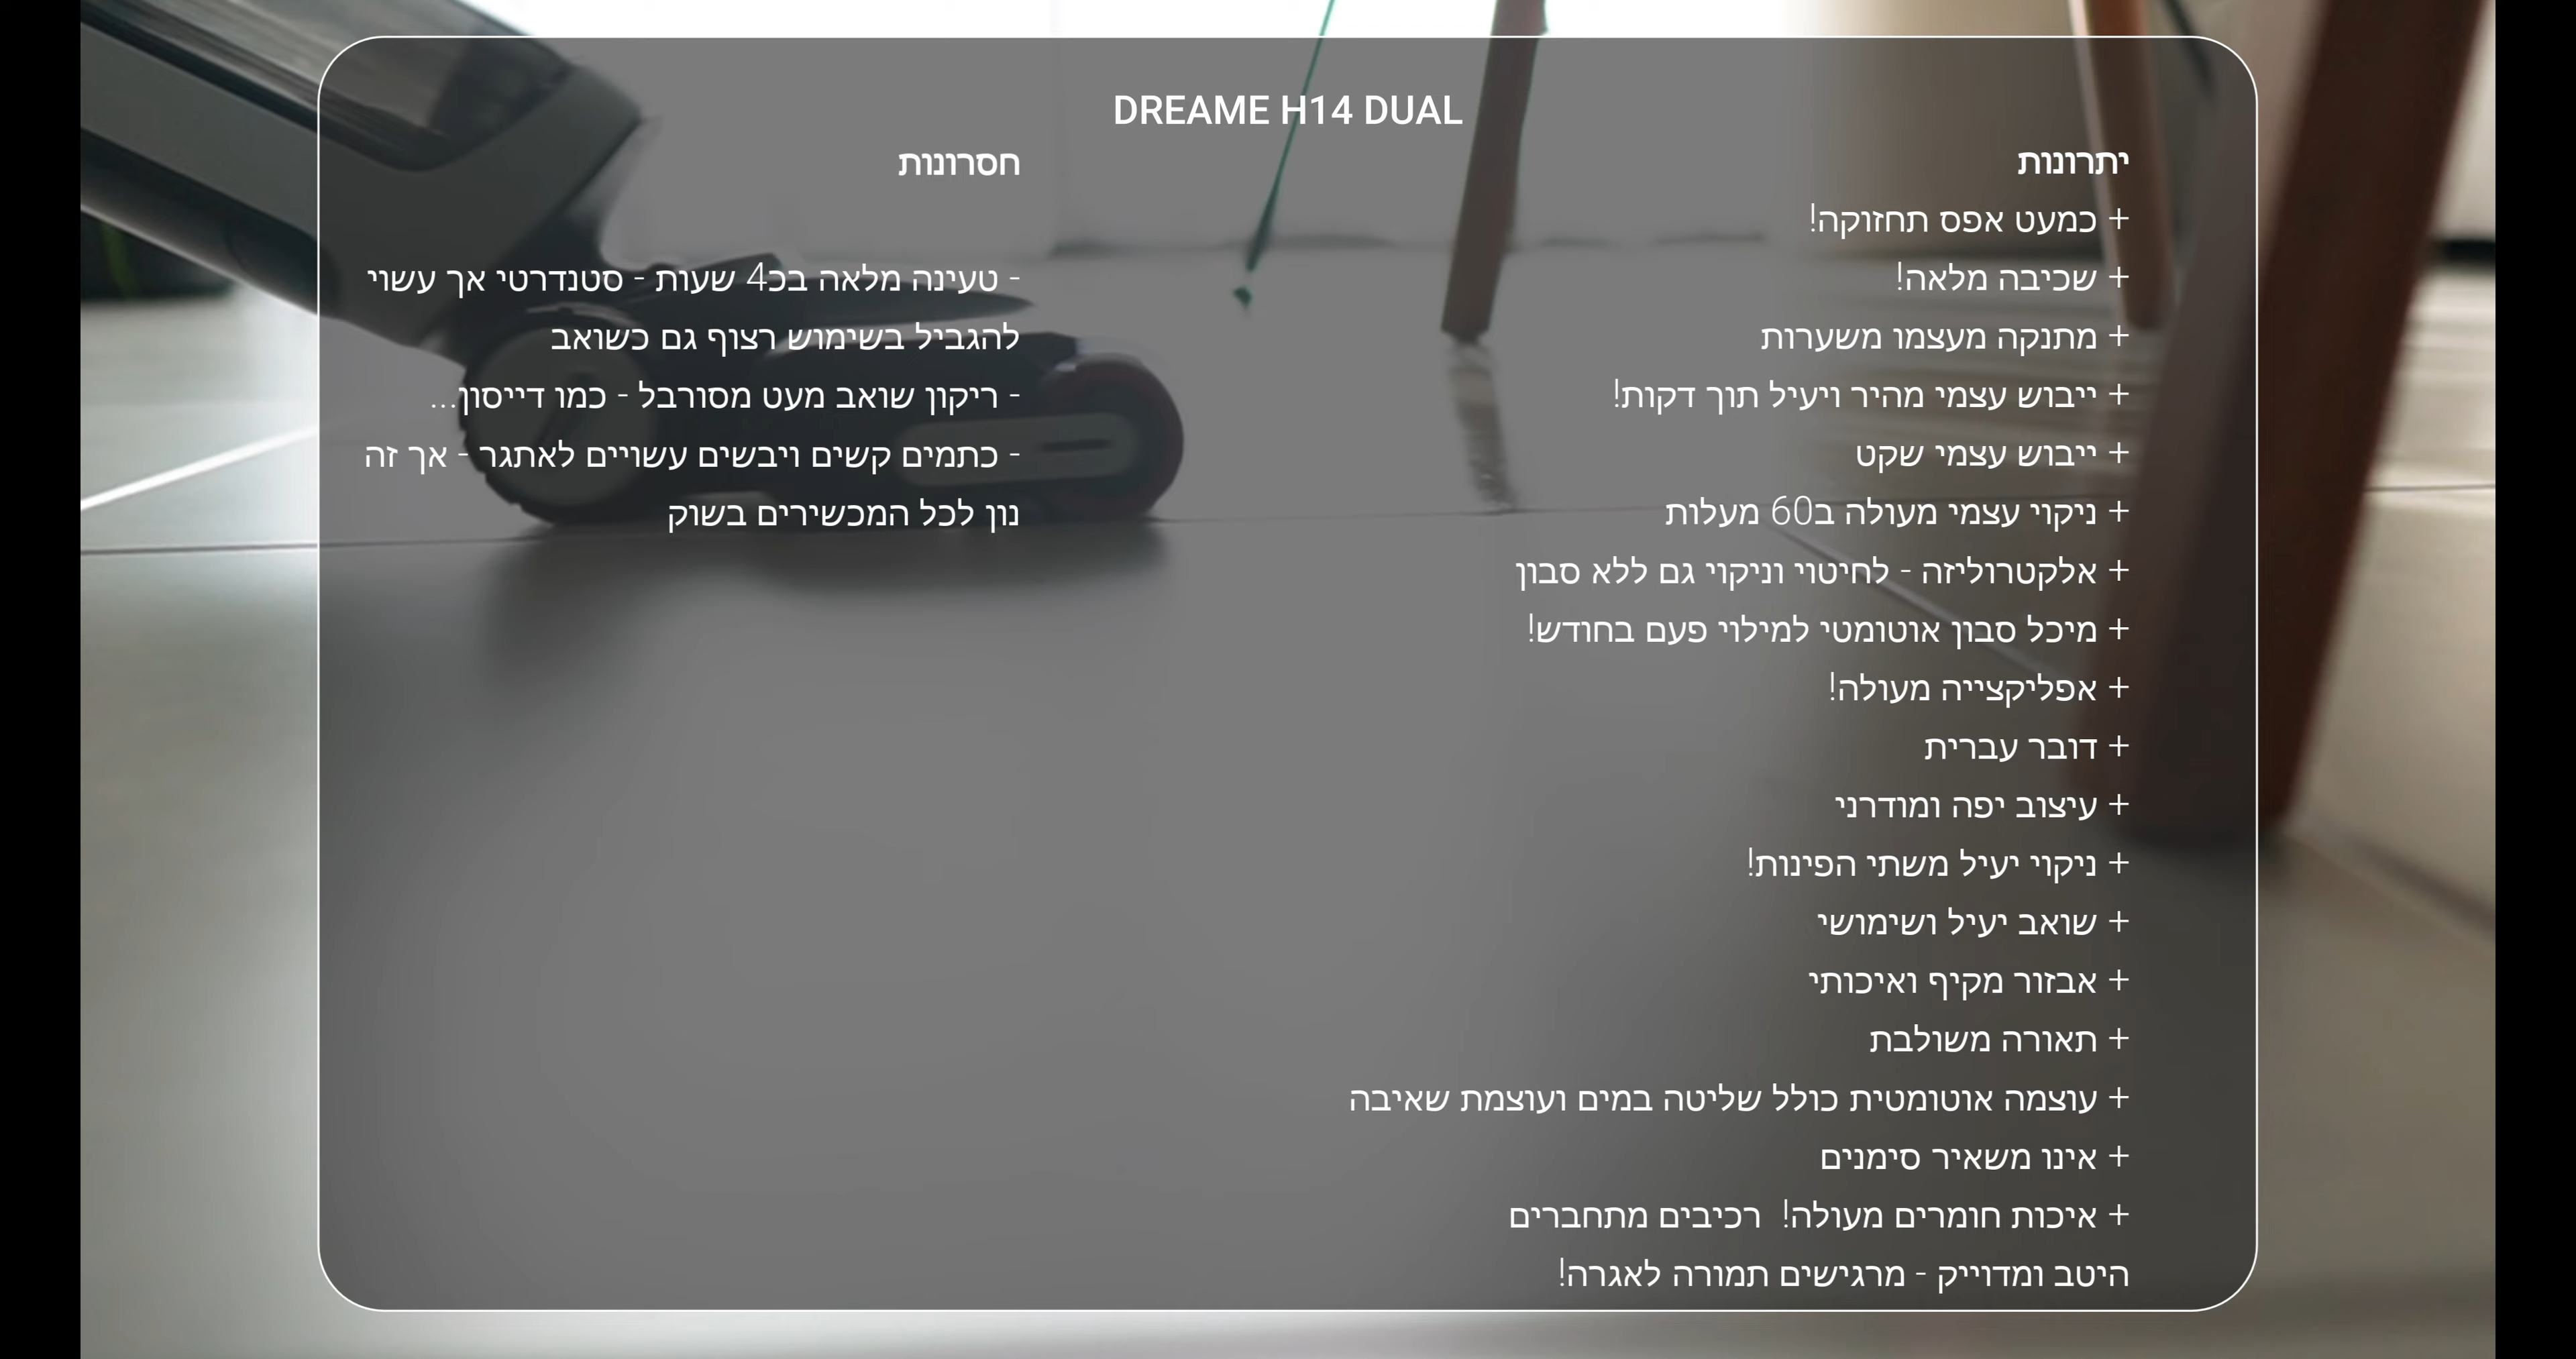 DREAME H14 DUAL
יתרונות
+ כמעט אפס תחזוקה!
+ שכיבה מלאה!
+ מתנקה מעצמו משערות
+ ייבוש עצמי מהיר ויעיל תוך דקות!
+ ייבוש עצמי שקט
+ ניקוי עצמי מעולה ב60 מעלות
+ אלקטרוליזה - לחיטוי וניקוי גם ללא סבון
+ מיכל סבון אוטומטי למילוי פעם בחודש!
+ אפליקצייה מעולה!
+ דובר עברית
+ עיצוב יפה ומודרני
+ ניקוי יעיל משתי הפינות!
+ שואב יעיל ושימושי
+ אבזור מקיף ואיכותי
+ תאורה משולבת
+ עוצמה אוטומטית כולל שליטה במים ועוצמת שאיבה
+ אינו משאיר סימנים
+ איכות חומרים מעולה!  רכיבים מתחברים
היטב ומדוייק - מרגישים תמורה לאגרה!
חסרונות
- טעינה מלאה בכ4 שעות - סטנדרטי אך עשוי
להגביל בשימוש רצוף גם כשואב
- ריקון שואב מעט מסורבל - כמו דייסון...
- כתמים קשים ויבשים עשויים לאתגר - אך זה
נון לכל המכשירים בשוק